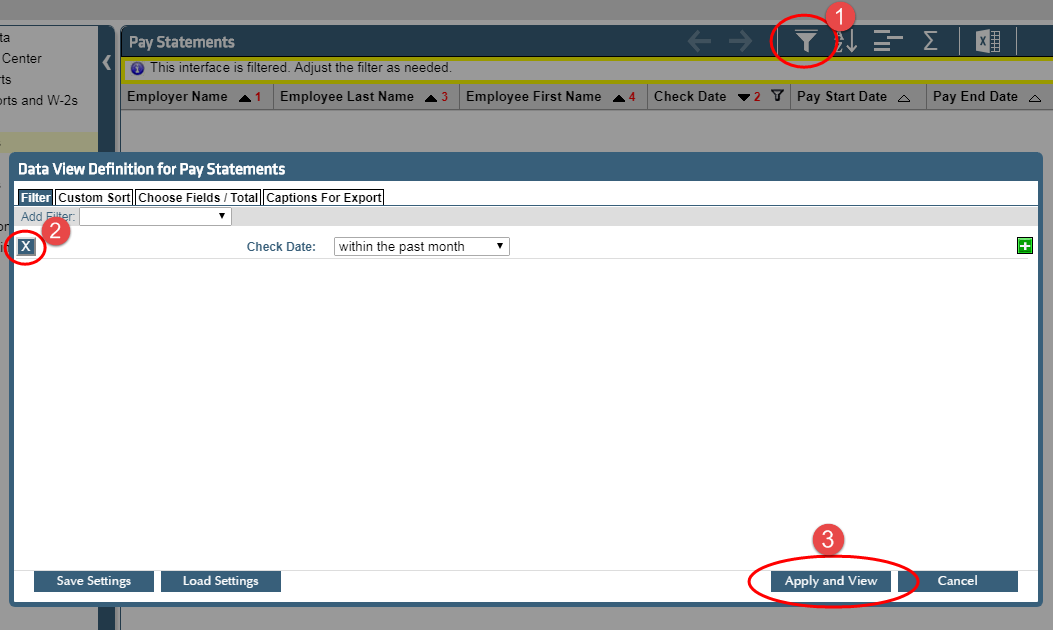 ta
Center
rts
orts and W-2s
Pay Statements
1
This interface is filtered. Adjust the filter as needed.
Employer Name 1 Employee Last Name 3 Employee First Name 4 Check Date 2 Pay Start Date Pay End Date
Data View Definition for Pay Statements
Filter Custom Sort Choose Fields / Total Captions For Export
Add Filter:
2
X Check Date: within the past month
3
Save Settings Load Settings Apply and View Cancel